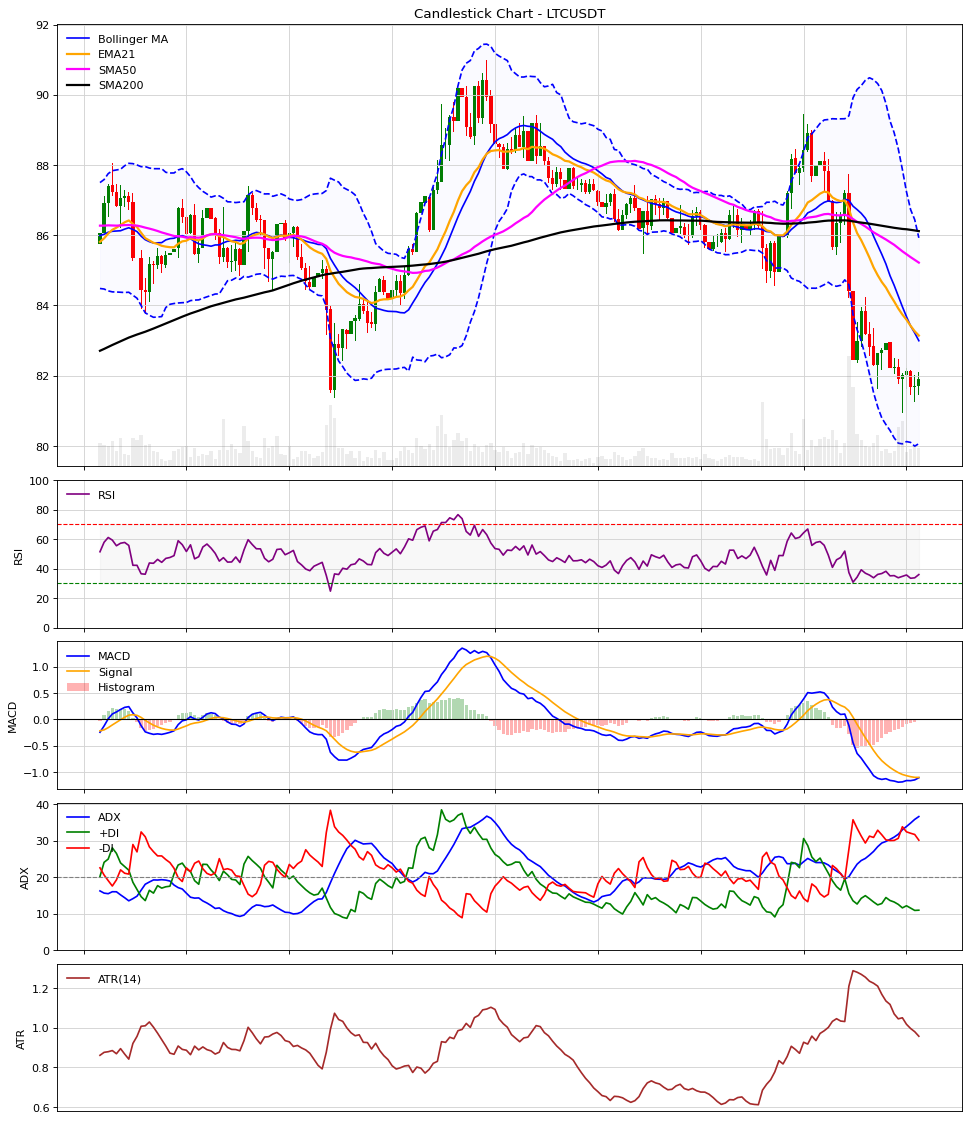 Candlestick Chart - LTCUSDT
92
90
88
86
84
82
80
Bollinger MA
EMA21
SMA50
SMA200
100
80
60
40
20
0
RSI
RSI
1.0
0.5
0.0
−0.5
−1.0
MACD
MACD
Signal
Histogram
40
30
20
10
0
ADX
ADX
+DI
-DI
1.2
1.0
0.8
0.6
ATR
ATR(14)